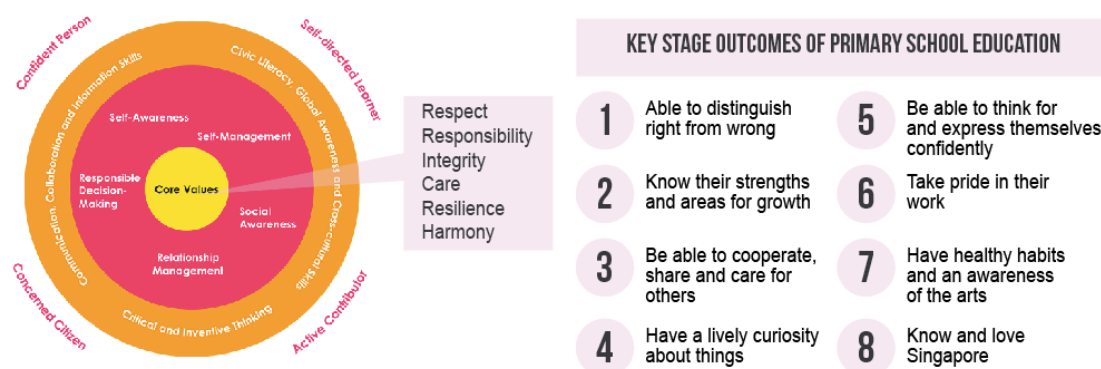 Confident Person
Self-directed Learner
Communication, Collaboration and Information Skills
Civic Literacy, Global Awareness and Cross-cultural Skills
Self-Awareness
Self-Management
Responsible
Decision-
Making
Core Values
Social
Awareness
Relationship
Management
Critical and Inventive Thinking
Concerned Citizen
Active Contributor
Respect
Responsibility
Integrity
Care
Resilience
Harmony
KEY STAGE OUTCOMES OF PRIMARY SCHOOL EDUCATION
1
Able to distinguish
right from wrong
2
Know their strengths
and areas for growth
3
Be able to cooperate,
share and care for
others
4
Have a lively curiosity
about things
5
Be able to think for
and express themselves
confidently
6
Take pride in their
work
7
Have healthy habits
and an awareness
of the arts
8
Know and love
Singapore